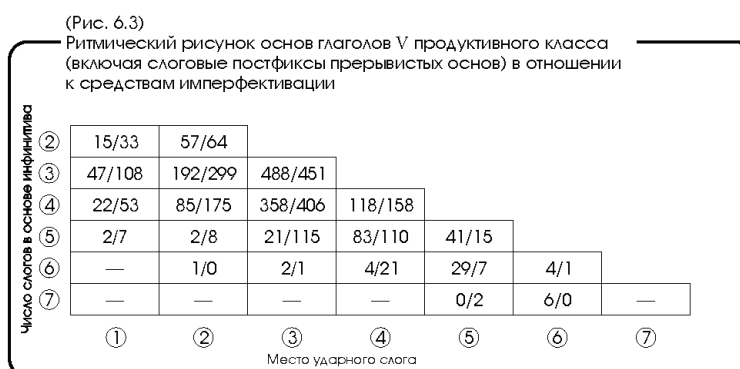 (Рис. 6.3)
Ритмический рисунок основ глаголов V продуктивного класса
(включая слоговые постфиксы прерывистых основ) в отношении
к средствам имперфективации
Число слогов в основе инфинитива
② 15/33 57/64
③ 47/108 192/299 488/451
④ 22/53 85/175 358/406 118/158
⑤ 2/7 2/8 21/115 83/110 41/15
⑥ — 1/0 2/1 4/21 29/7 4/1
⑦ — — — — 0/2 6/0 —
① ② ③ ④ ⑤ ⑥ ⑦
Место ударного слога